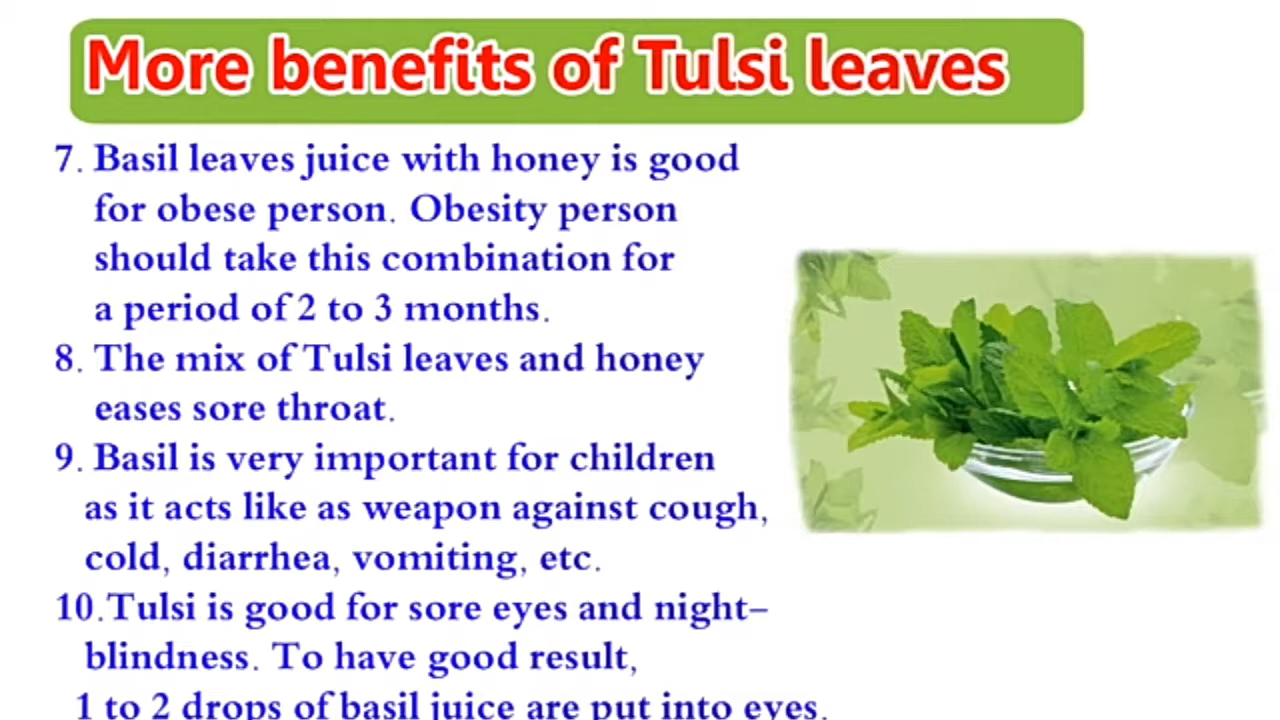 More benefits of Tulsi leaves
7. Basil leaves juice with honey is good
for obese person. Obesity person
should take this combination for
a period of 2 to 3 months.
8. The mix of Tulsi leaves and honey
eases sore throat.
9. Basil is very important for children
as it acts like as weapon against cough,
cold, diarrhea, vomiting, etc.
10.Tulsi is good for sore eyes and night–
blindness. To have good result,
1 to 2 drops of basil juice are put into eyes.